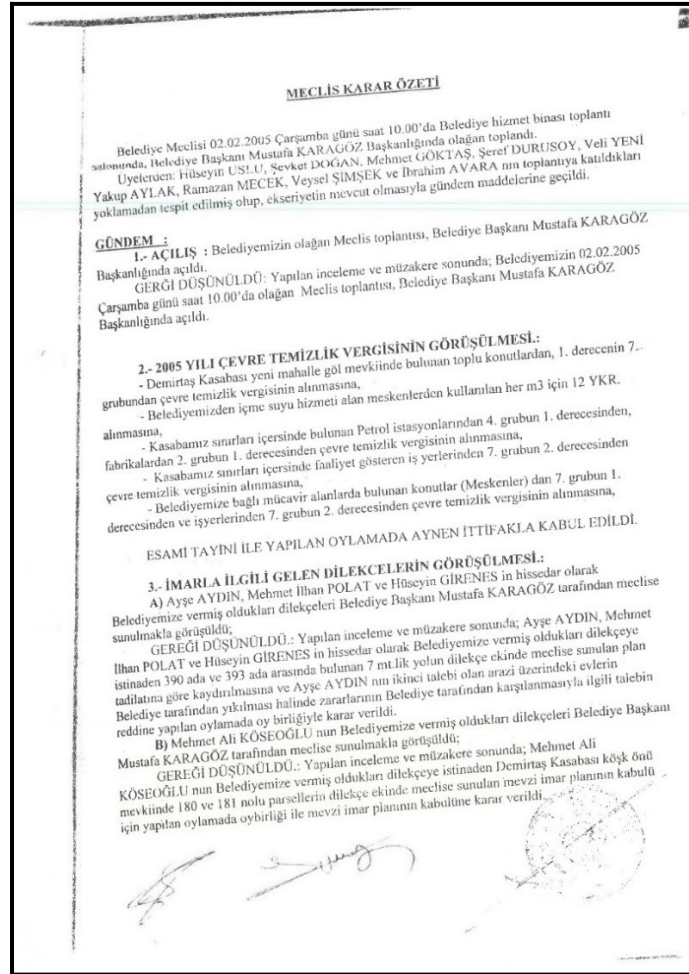 MECLİS KARAR ÖZETİ
Belediye Meclisi 02.02.2005 Çarşamba günü saat 10.00'da Belediye hizmet binası toplantı
salonunda, Belediye Başkanı Mustafa KARAGÖZ Başkanlığında olağan toplandı.
Üyelerden: Hüseyin USLU, Şevket DOĞAN, Mehmet GÖKTAŞ, Şeref DURUSOY, Veli YENİ
Yakup AYLAK, Ramazan MECEK, Veysel ŞİMŞEK ve İbrahim AVARA nın toplantıya katıldıkları
yoklamadan tespit edilmiş olup, ekseriyetin mevcut olmasıyla gündem maddelerine geçildi.
GÜNDEM :
1.- AÇILIŞ : Belediyemizin olağan Meclis toplantısı, Belediye Başkanı Mustafa KARAGÖZ
Başkanlığında açıldı.
GERĞİ DÜŞÜNÜLDÜ: Yapılan inceleme ve müzakere sonunda; Belediyemizin 02.02.2005
Çarşamba günü saat 10.00'da olağan Meclis toplantısı, Belediye Başkanı Mustafa KARAGÖZ
Başkanlığında açıldı.
2.- 2005 YILI ÇEVRE TEMİZLİK VERGİSİNİN GÖRÜŞÜLMESİ.:
- Demirtaş Kasabası yeni mahalle göl mevkiinde bulunan toplu konutlardan, 1. derecenin 7.
grubundan çevre temizlik vergisinin alınmasına,
- Belediyemizden içme suyu hizmeti alan meskenlerden kullanılan her m3 için 12 YKR.
alınmasına,
- Kasabamız sınırları içersinde bulunan Petrol istasyonlarından 4. grubun 1. derecesinden,
fabrikalardan 2. grubun 1. derecesinden çevre temizlik vergisinin alınmasına,
- Kasabamız sınırları içersinde faaliyet gösteren iş yerlerinden 7. grubun 2. derecesinden
çevre temizlik vergisinin alınmasına,
- Belediyemize bağlı mücavir alanlarda bulunan konutlar (Meskenler) dan 7. grubun 1.
derecesinden ve işyerlerinden 7. grubun 2. derecesinden çevre temizlik vergisinin alınmasına,
ESAMİ TAYİNİ İLE YAPILAN OYLAMADA AYNEN İTTİFAKLA KABUL EDİLDİ.
3.- İMARLA İLGİLİ GELEN DİLEKCELERİN GÖRÜŞÜLMESİ.:
A) Ayşe AYDIN, Mehmet İlhan POLAT ve Hüseyin GİRENES in hissedar olarak
Belediyemize vermiş oldukları dilekçeleri Belediye Başkanı Mustafa KARAGÖZ tarafından meclise
sunulmakla görüşüldü;
GEREĞİ DÜŞÜNÜLDÜ.: Yapılan inceleme ve müzakere sonunda; Ayşe AYDIN, Mehmet
İlhan POLAT ve Hüseyin GİRENES in hissedar olarak Belediyemize vermiş oldukları dilekçeye
istinaden 390 ada ve 393 ada arasında bulunan 7 mt.lik yolun dilekçe ekinde meclise sunulan plan
tadilatına göre kaydırılmasına ve Ayşe AYDIN nın ikinci talebi olan arazi üzerindeki evlerin
Belediye tarafından yıkılması halinde zararlarının Belediye tarafından karşılanmasıyla ilgili talebin
reddine yapılan oylamada oy birliğiyle karar verildi.
B) Mehmet Ali KÖSEOĞLU nun Belediyemize vermiş oldukları dilekçeleri Belediye Başkanı
Mustafa KARAGÖZ tarafından meclise sunulmakla görüşüldü;
GEREĞİ DÜŞÜNÜLDÜ.: Yapılan inceleme ve müzakere sonunda; Mehmet Ali
KÖSEOĞLU nun Belediyemize vermiş oldukları dilekçeye istinaden Demirtaş Kasabası köşk önü
mevkiinde 180 ve 181 nolu parsellerin dilekçe ekinde meclise sunulan mevzi imar planının kabulü
için yapılan oylamada oybirliği ile mevzi imar planının kabulüne karar verildi.